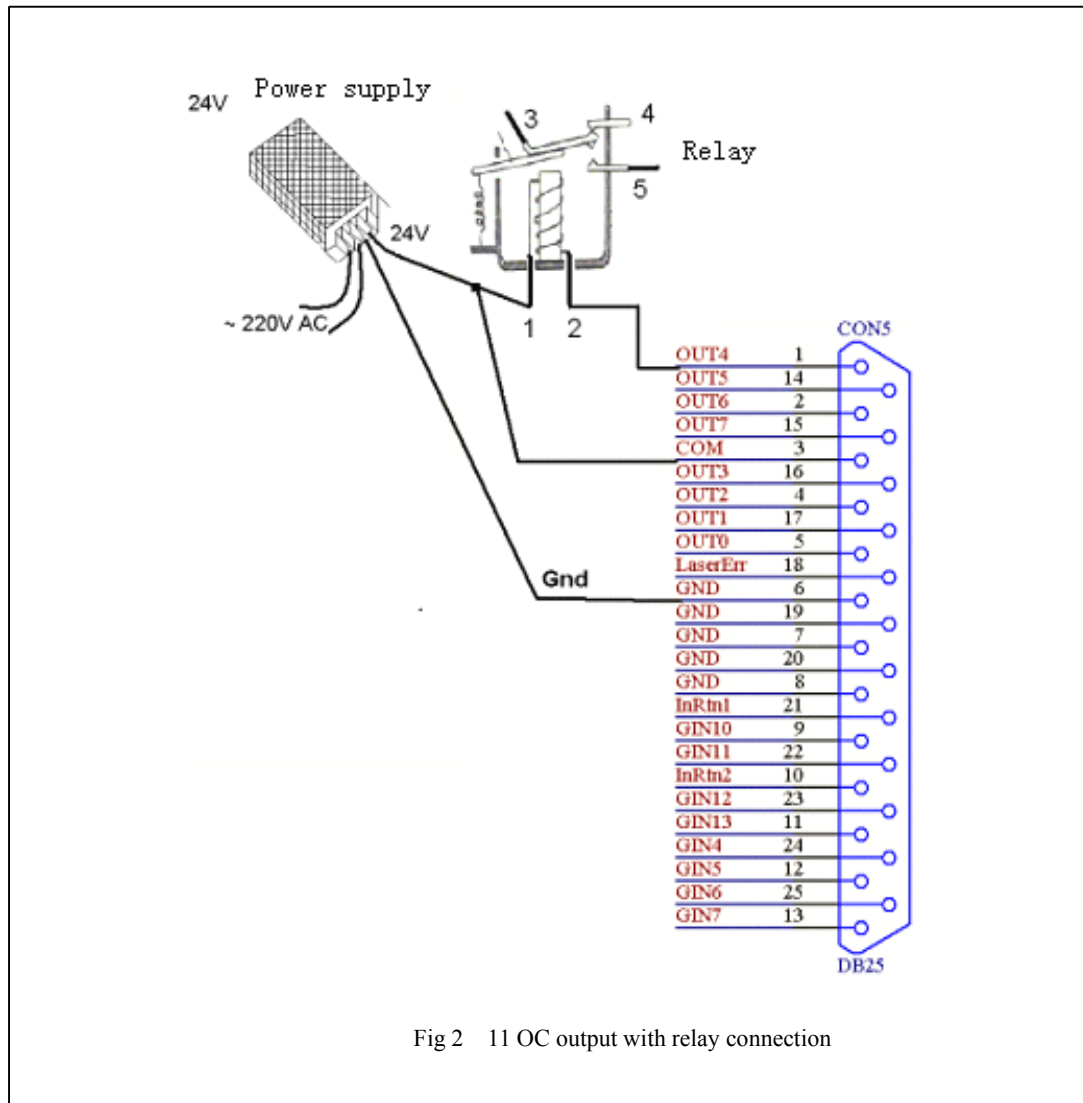 Power supply
24V
3
4
Relay
5
24V
~ 220V AC
1
2
CON5
OUT4 1
OUT5 14
OUT6 2
OUT7 15
COM 3
OUT3 16
OUT2 4
OUT1 17
OUT0 5
LaserErr 18
Gnd
GND 6
GND 19
GND 7
GND 20
GND 8
InRtn1 21
GIN10 9
GIN11 22
InRtn2 10
GIN12 23
GIN13 11
GIN4 24
GIN5 12
GIN6 25
GIN7 13
DB25
Fig 2 11 OC output with relay connection